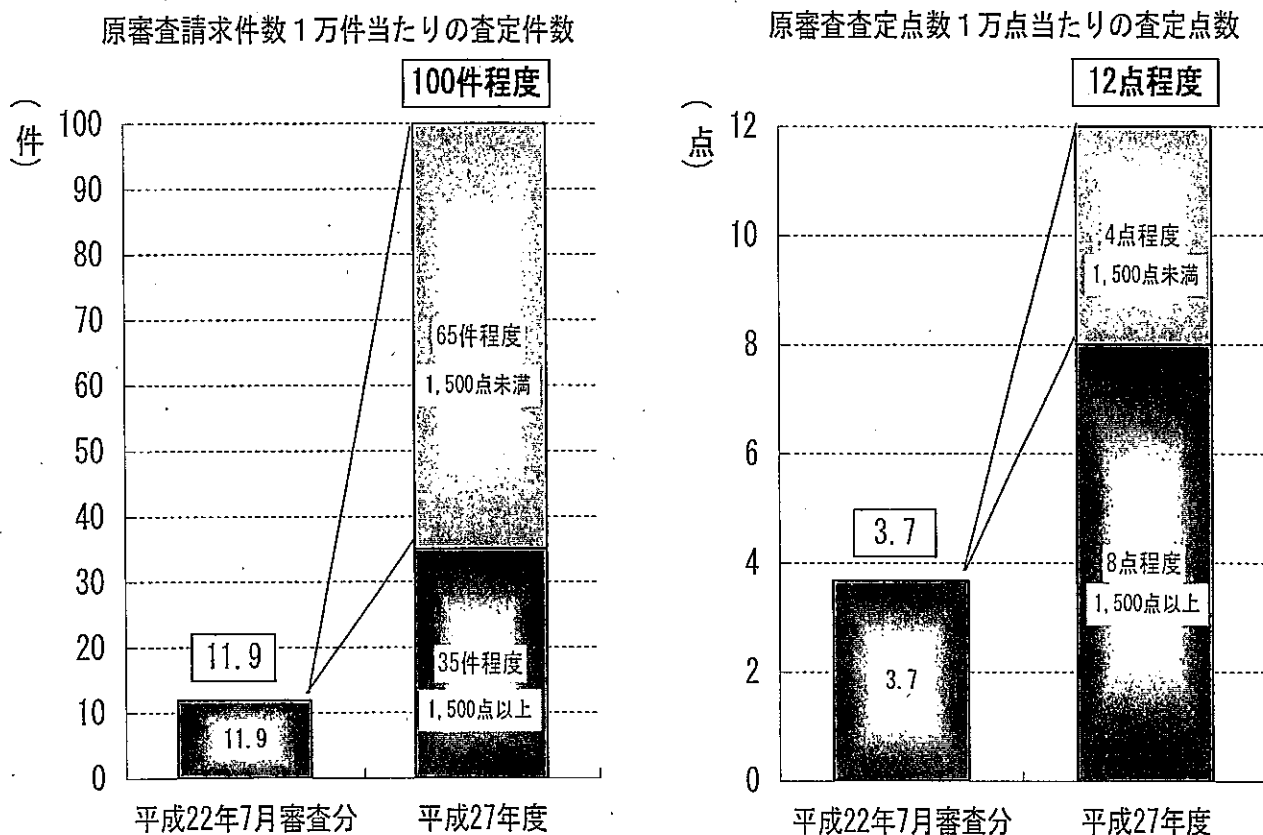 原審査請求件数1万件当たりの査定件数
100件程度
(件)
100
90
80
70
60
50
40
30
20
10
0
65件程度
1,500点未満
11.9
35件程度
1,500点以上
11.9
平成22年7月審査分
平成27年度
原審査査定点数1万点当たりの査定点数
12点程度
(点)
12
10
8
6
4
2
0
4点程度
1,500点未満
3.7
8点程度
1,500点以上
3.7
平成22年7月審査分
平成27年度